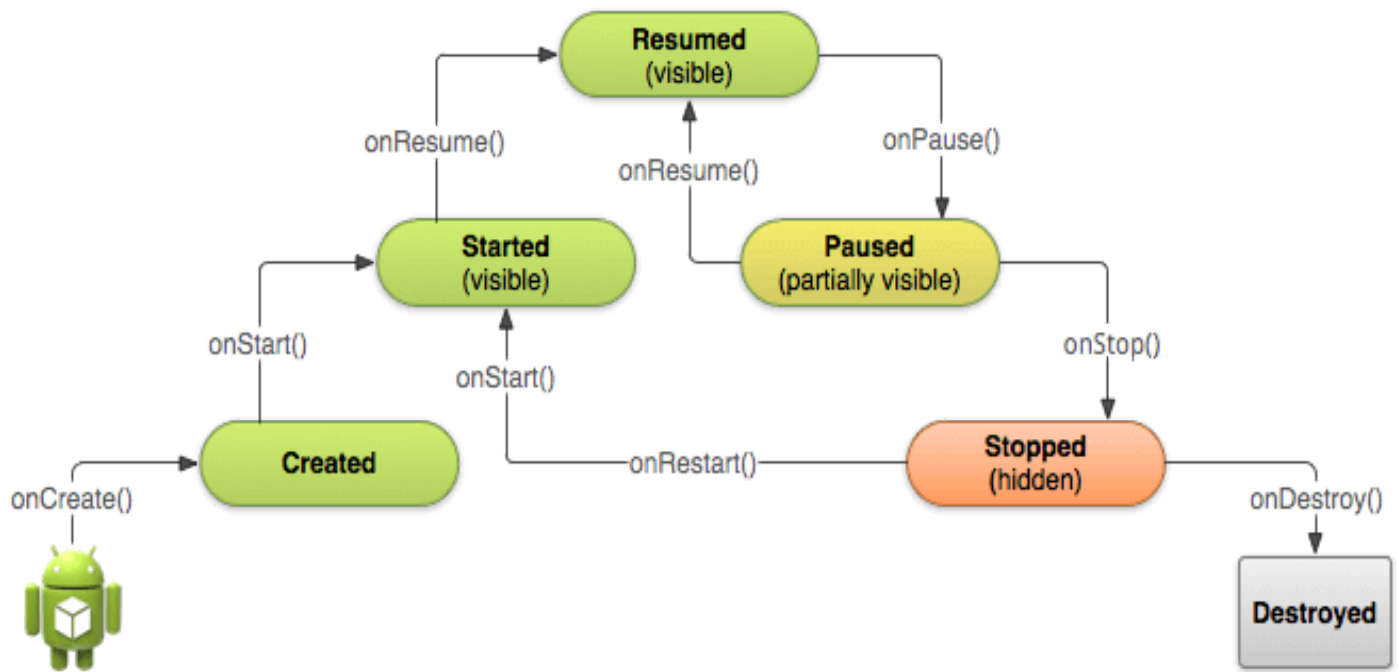 Resumed
(visible)
onResume()
onResume()
onPause()
Started
(visible)
Paused
(partially visible)
onStart()
onStart()
onStop()
Created
onRestart()
Stopped
(hidden)
onCreate()
onDestroy()
Destroyed